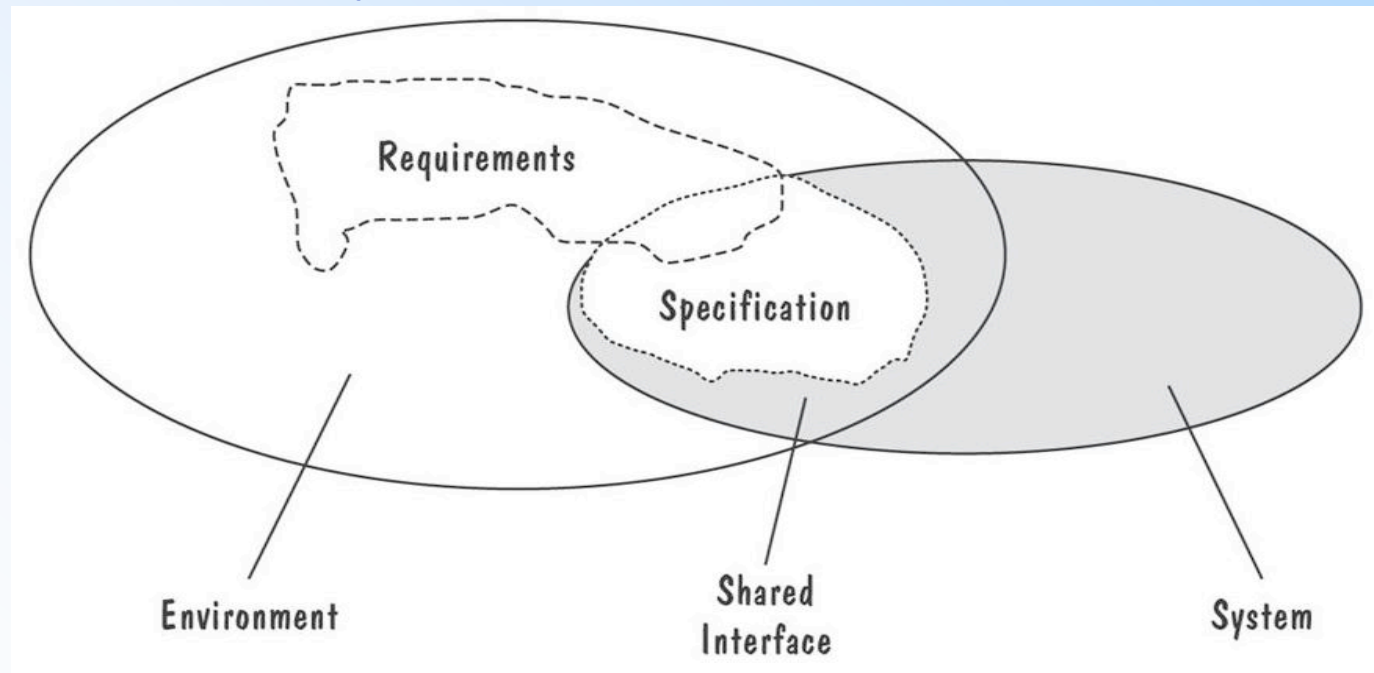 Requirements
Specification
Environment
Shared
Interface
System